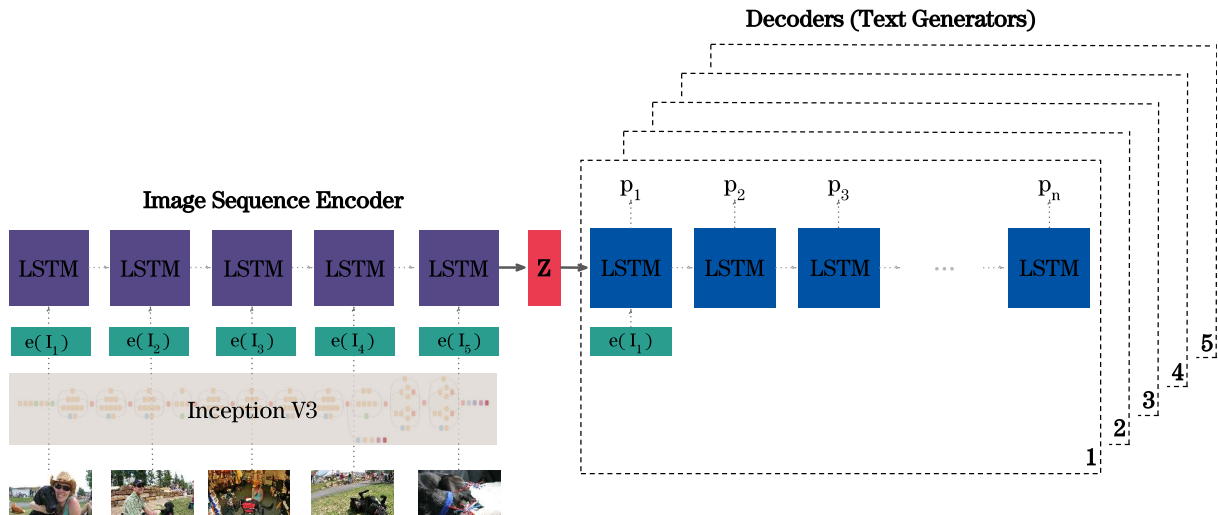 Decoders (Text Generators)
Image Sequence Encoder
p1 p2 p3 pn
LSTM LSTM LSTM LSTM LSTM Z LSTM LSTM LSTM ... LSTM
e(I1) e(I2) e(I3) e(I4) e(I5) e(I1)
Inception V3
1
2
3
4
5